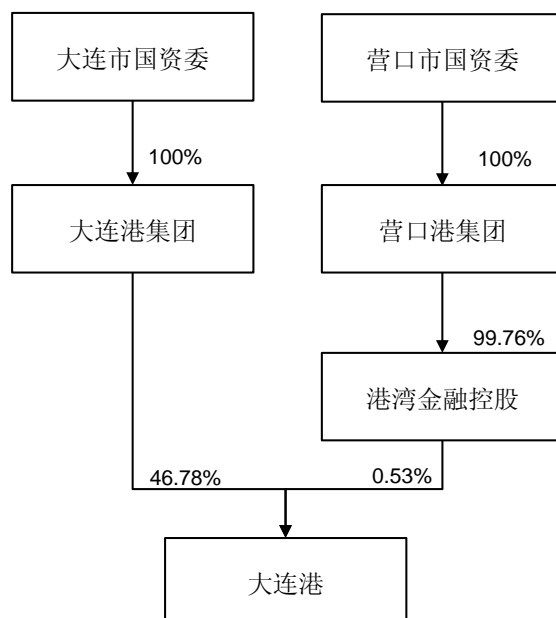 大连市国资委
营口市国资委
100%
100%
大连港集团
营口港集团
99.76%
港湾金融控股
46.78%
0.53%
大连港